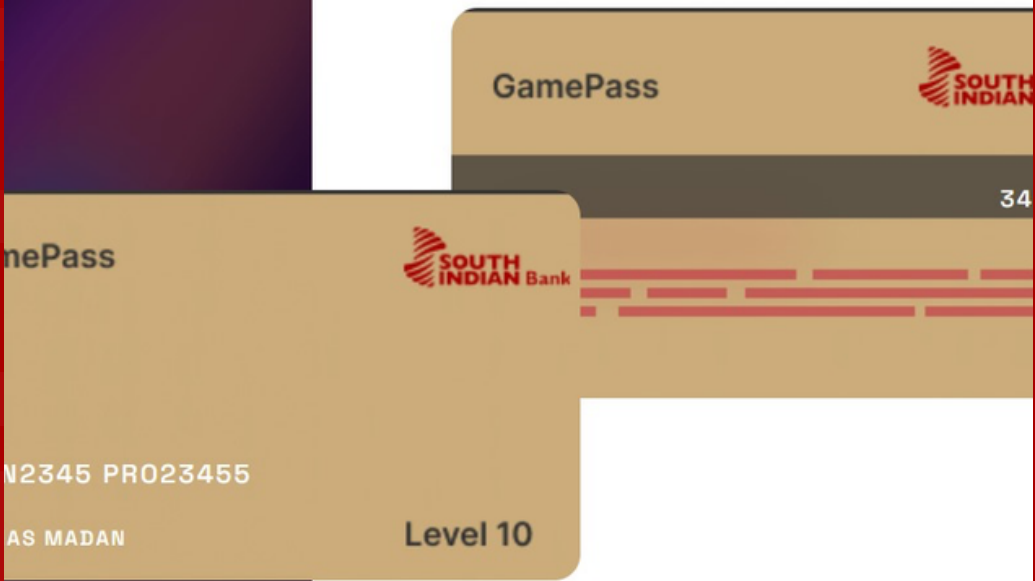 GamePass
SOUTH
INDIAN
34
mePass
SOUTH
INDIAN Bank
N2345 PRO23455
AS MADAN
Level 10